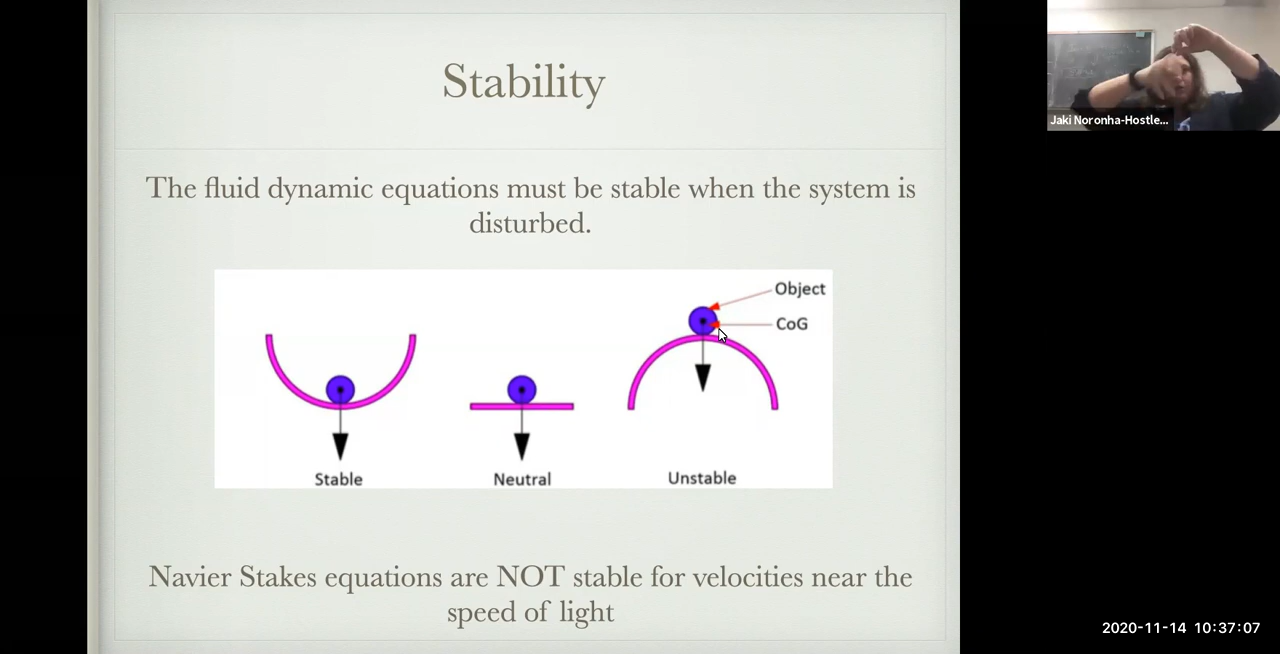 Stability
Jaki Noronha-Hostle...
The fluid dynamic equations must be stable when the system is
disturbed.
Object
CoG
Stable
Neutral
Unstable
Navier Stakes equations are NOT stable for velocities near the
speed of light
2020-11-14 10:37:07